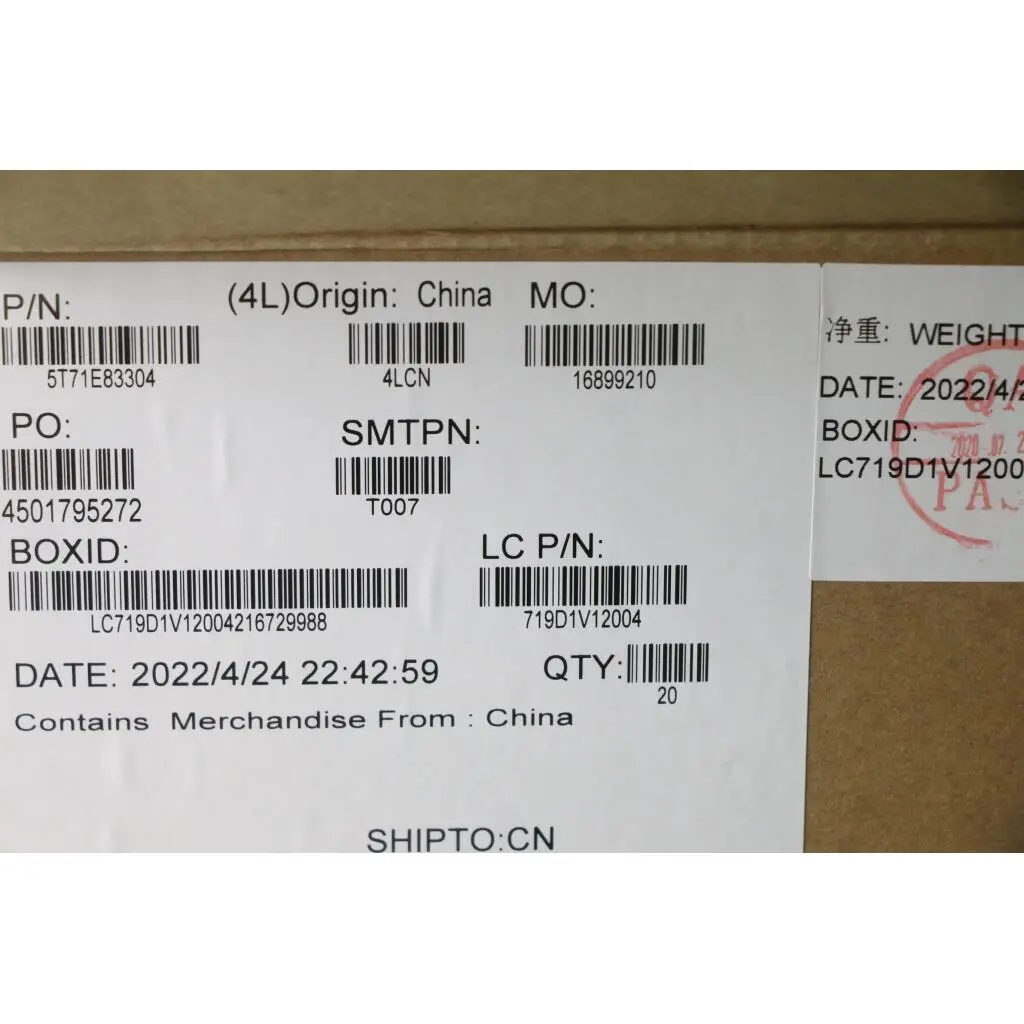 P/N: (4L)Origin: China MO:
5T71E83304 4LCN 16899210
PO: SMTPN:
4501795272 T007
BOXID: LC P/N:
LC719D1V12004216729988 719D1V12004
DATE: 2022/4/24 22:42:59 QTY:
20
Contains Merchandise From : China
SHIPTO:CN
净重: WEIGHT
DATE: 2022/4/2
BOXID:
LC719D1V1200